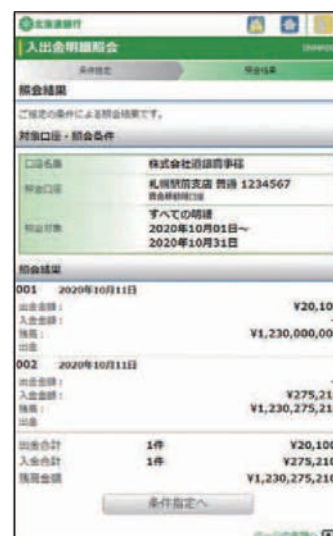 北海道銀行
入出金明細照会
条件指定
照会結果
照会結果
ご指定の条件による照会結果です。
対象口座・照会条件
口座名義 株式会社道銀商事様
照会口座 札幌駅前支店 普通 1234567
照会対象 すべての明細
2020年10月01日～
2020年10月31日
照会結果
001 2020年10月11日
出金金額： ¥20,10
入金金額： -
残高： ¥1,230,000,00
出金
002 2020年10月11日
出金金額： -
入金金額： ¥275,21
残高： ¥1,230,275,21
出金合計 1件 ¥20,100
入金合計 1件 ¥275,210
残高金額 ¥1,230,275,210
条件指定へ
ページの先頭へ